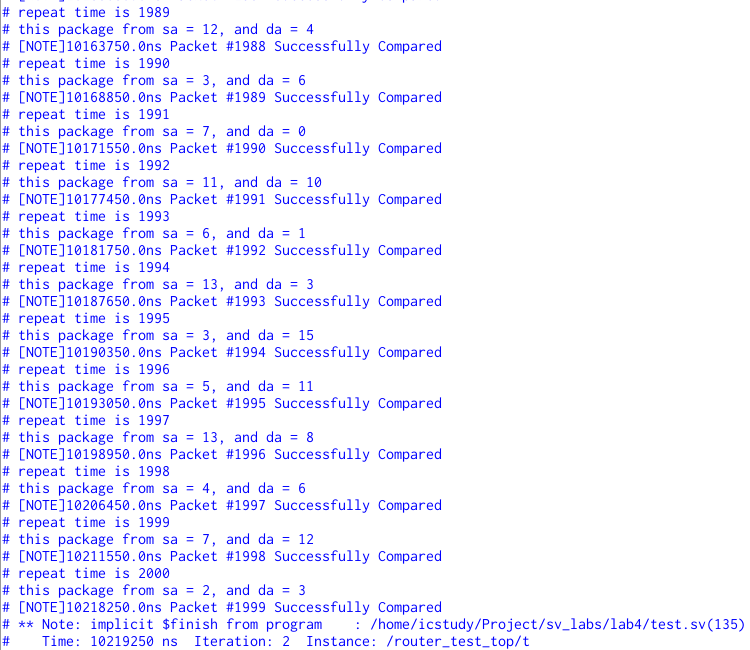 # repeat time is 1989
# this package from sa = 12, and da = 4
# [NOTE]10163750.0ns Packet #1988 Successfully Compared
# repeat time is 1990
# this package from sa = 3, and da = 6
# [NOTE]10168850.0ns Packet #1989 Successfully Compared
# repeat time is 1991
# this package from sa = 7, and da = 0
# [NOTE]10171550.0ns Packet #1990 Successfully Compared
# repeat time is 1992
# this package from sa = 11, and da = 10
# [NOTE]10177450.0ns Packet #1991 Successfully Compared
# repeat time is 1993
# this package from sa = 6, and da = 1
# [NOTE]10181750.0ns Packet #1992 Successfully Compared
# repeat time is 1994
# this package from sa = 13, and da = 3
# [NOTE]10187650.0ns Packet #1993 Successfully Compared
# repeat time is 1995
# this package from sa = 3, and da = 15
# [NOTE]10190350.0ns Packet #1994 Successfully Compared
# repeat time is 1996
# this package from sa = 5, and da = 11
# [NOTE]10193050.0ns Packet #1995 Successfully Compared
# repeat time is 1997
# this package from sa = 13, and da = 8
# [NOTE]10198950.0ns Packet #1996 Successfully Compared
# repeat time is 1998
# this package from sa = 4, and da = 6
# [NOTE]10206450.0ns Packet #1997 Successfully Compared
# repeat time is 1999
# this package from sa = 7, and da = 12
# [NOTE]10211550.0ns Packet #1998 Successfully Compared
# repeat time is 2000
# this package from sa = 2, and da = 3
# [NOTE]10218250.0ns Packet #1999 Successfully Compared
# ** Note: implicit $finish from program    : /home/icstudy/Project/sv_labs/lab4/test.sv(135)
#    Time: 10219250 ns  Iteration: 2  Instance: /router_test_top/t